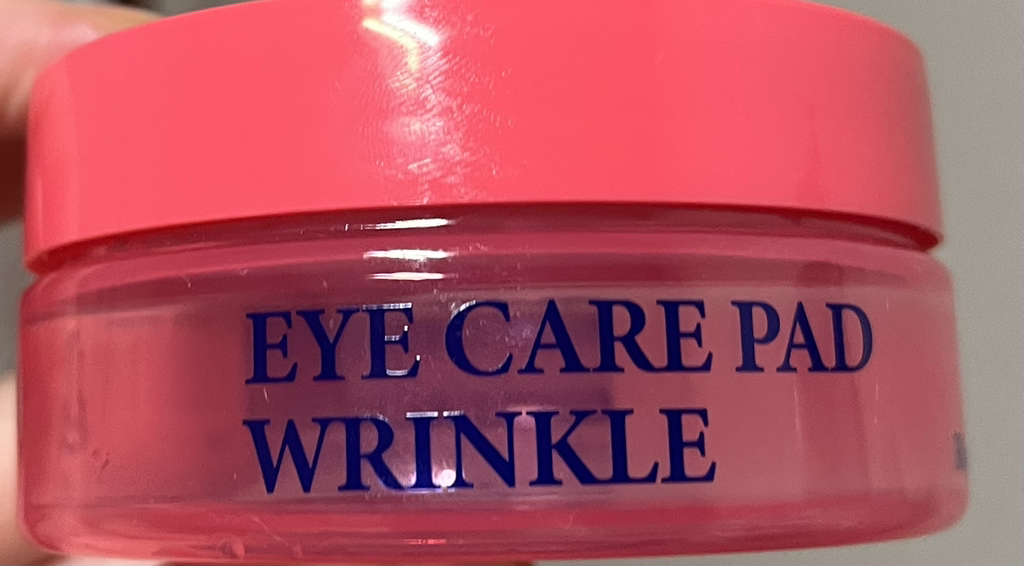 EYE CARE PAD
WRINKLE